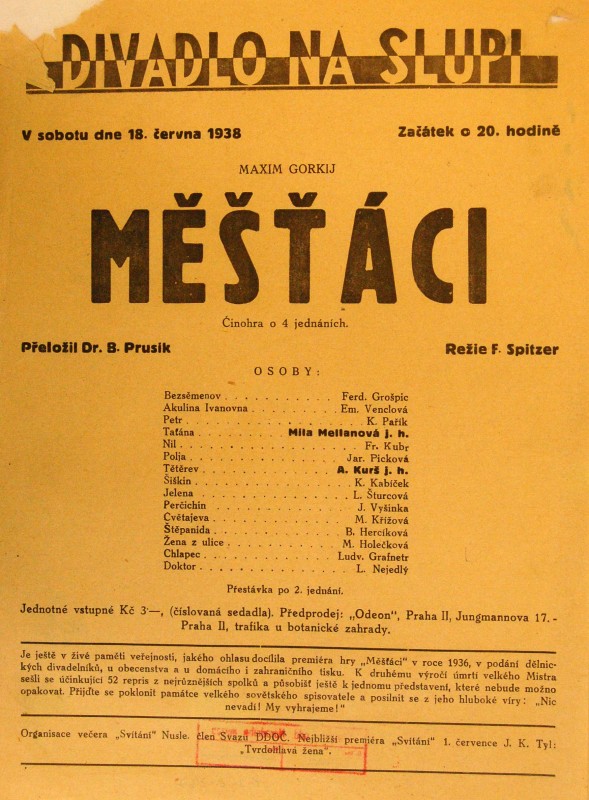 DIVADLO NA SLUPI
V sobotu dne 18. června 1938 Začátek o 20. hodině
MAXIM GORKIJ
MĚŠŤÁCI
Činohra o 4 jednáních.
Přeložil Dr. B. Prusík Režie F. Spitzer
OSOBY:
Bezsěmenov . . . . . . . . . . . Ferd. Grošpic
Akulina Ivanovna . . . . . . . . . Em. Venclová
Petr . . . . . . . . . . . . . . . K. Pařík
Taťána . . . . . . . . . Míla Mellanová j. h.
Nil . . . . . . . . . . . . . . . . Fr. Kubr
Polja . . . . . . . . . . . . Jar. Picková
Tětěrev . . . . . . . . . . . A. Kurš j. h.
Šiškin . . . . . . . . . . . . K. Kabíček
Jelena . . . . . . . . . . . . L. Šturcová
Perčichin . . . . . . . . . . . J. Vyšinka
Cvětajeva . . . . . . . . . . . M. Křížová
Štěpanida . . . . . . . . . . B. Hercíková
Žena z ulice . . . . . . . . . M. Holečková
Chlapec . . . . . . . . . . Ludv. Grafnetr
Doktor . . . . . . . . . . . . L. Nejedlý
Přestávka po 2. jednání.
Jednotné vstupné Kč 3·—, (číslovaná sedadla). Předprodej: „Odeon", Praha II, Jungmannova 17. -
Praha II, trafika u botanické zahrady.
Je ještě v živé paměti veřejnosti, jakého ohlasu docílila premiéra hry „Měšťáci" v roce 1936, v podání dělnic-
kých divadelníků, u obecenstva a u domácího i zahraničního tisku. K druhému výročí úmrtí velkého Mistra
sešli se účinkující 52 repris z nejrůznějších spolků a působiště ještě k jednomu představení, které nebude možno
opakovat. Přijďte se poklonit památce velkého sovětského spisovatele a posilnit se z jeho hluboké víry: „Nic
nevadí! My vyhrajeme!"
Organisace večera „Svítání" Nusle. člen Svazu DDOČ. Nejbližší premiéra „Svítání" 1. července J. K. Tyl:
„Tvrdohlavá žena".